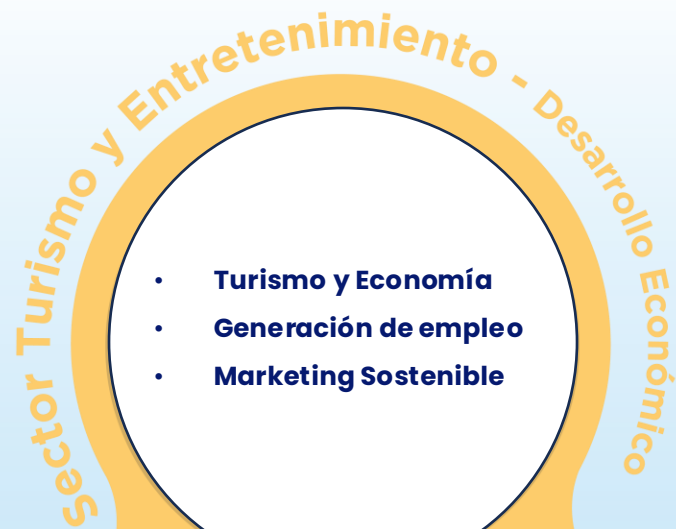 Sector Turismo y Entretenimiento - Desarrollo Económico
• Turismo y Economía
• Generación de empleo
• Marketing Sostenible